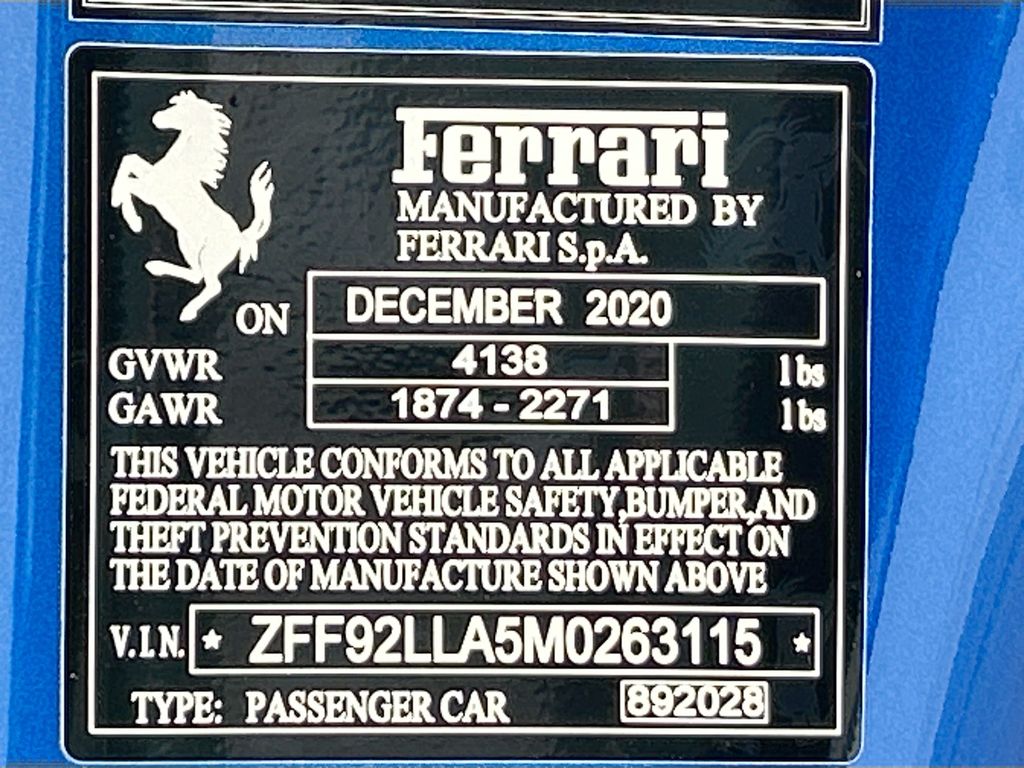 Ferrari
MANUFACTURED BY
FERRARI S.p.A.
ON DECEMBER 2020
GVWR 4138 lbs
GAWR 1874 - 2271 lbs
THIS VEHICLE CONFORMS TO ALL APPLICABLE
FEDERAL MOTOR VEHICLE SAFETY,BUMPER,AND
THEFT PREVENTION STANDARDS IN EFFECT ON
THE DATE OF MANUFACTURE SHOWN ABOVE
V.I.N. * ZFF92LLA5M0263115 *
TYPE: PASSENGER CAR 892028